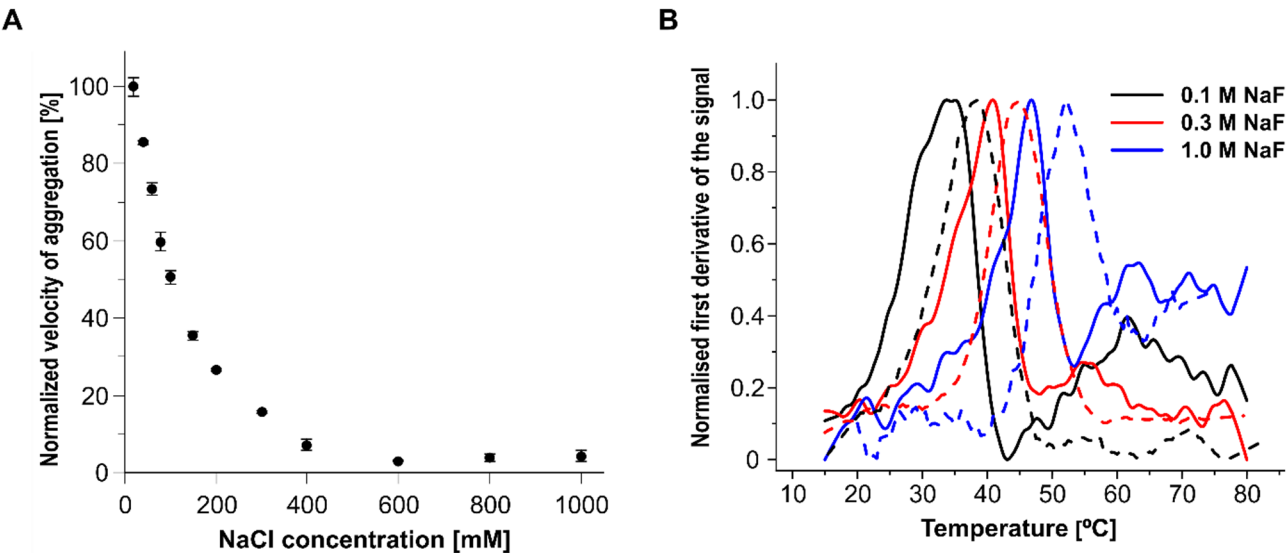 A
Normalized velocity of aggregation [%]
100
80
60
40
20
0
0 200 400 600 800 1000
NaCl concentration [mM]
B
Normalised first derivative of the signal
1.0
0.8
0.6
0.4
0.2
0
10 20 30 40 50 60 70 80
Temperature [ºC]
0.1 M NaF
0.3 M NaF
1.0 M NaF